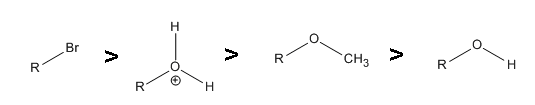 R Br > R O H H ⊕ > R O CH₃ > R O H